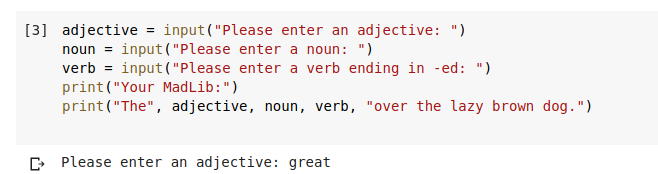 [3] adjective = input("Please enter an adjective: ")
noun = input("Please enter a noun: ")
verb = input("Please enter a verb ending in -ed: ")
print("Your MadLib:")
print("The", adjective, noun, verb, "over the lazy brown dog.")
Please enter an adjective: great